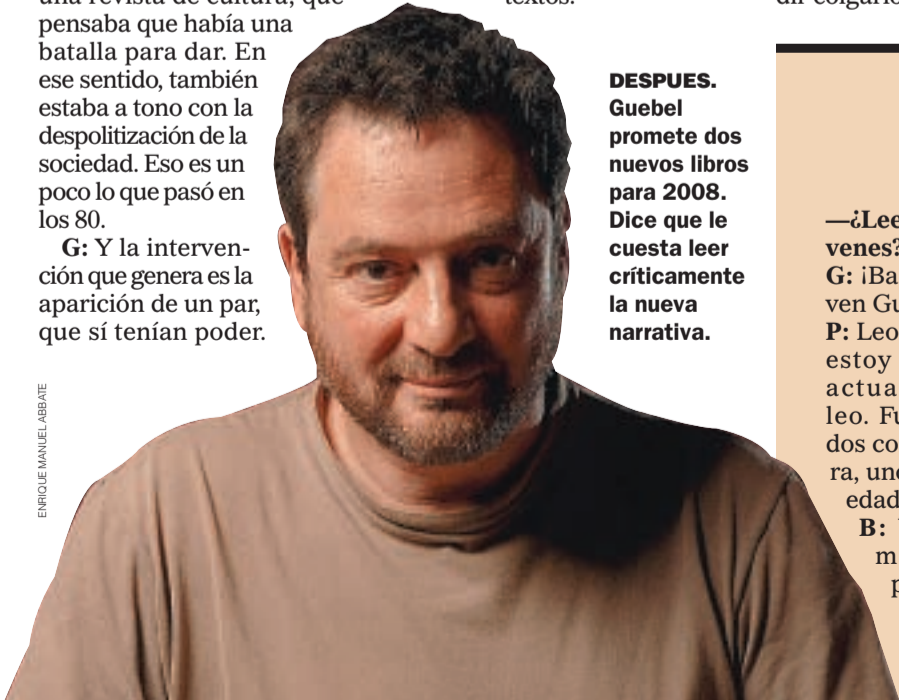 una revista de cultura, que
pensaba que había una
batalla para dar. En
ese sentido, también
estaba a tono con la
despolitización de la
sociedad. Eso es un
poco lo que pasó en
los 80.
G: Y la interven-
ción que genera es la
aparición de un par,
que sí tenían poder.
ENRIQUE MANUEL ABBATE
textos.
DESPUES.
Guebel
promete dos
nuevos libros
para 2008.
Dice que le
cuesta leer
críticamente
la nueva
narrativa.
dir colgarlo
—¿Lee
venes?
G: ¡Ba
ven Gu
P: Leo
estoy
actua
leo. Fu
dos co
ra, uno
edad
B:
m
p